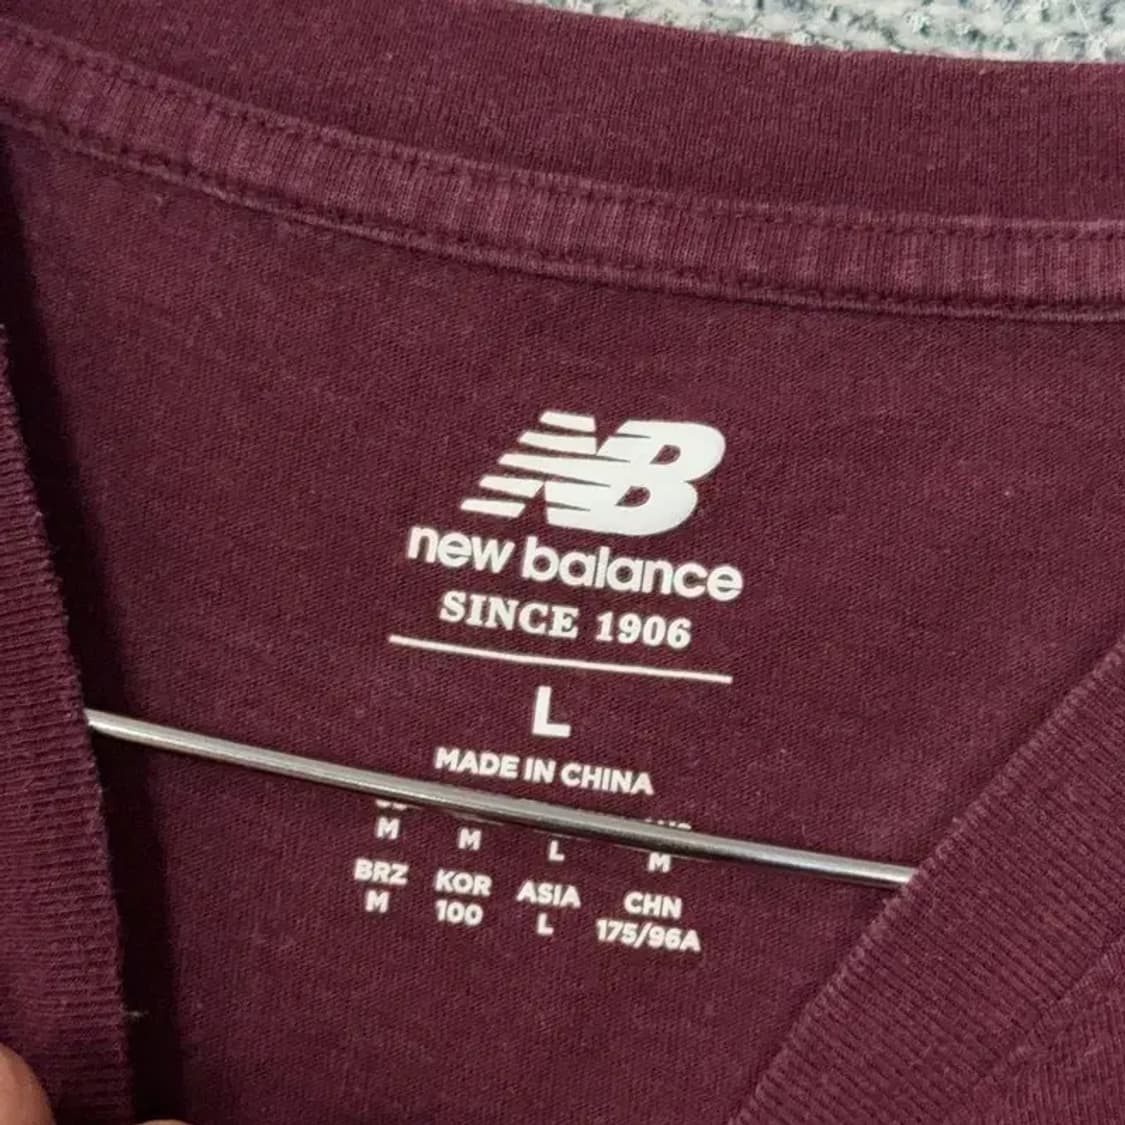 NB
new balance
SINCE 1906
L
MADE IN CHINA
M M L M
BRZ KOR ASIA CHN
M 100 L 175/96A